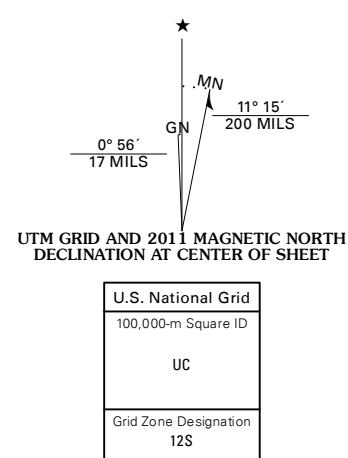 ★
MN
11° 15´
200 MILS
GN
0° 56´
17 MILS
UTM GRID AND 2011 MAGNETIC NORTH
DECLINATION AT CENTER OF SHEET
U.S. National Grid
100,000-m Square ID
UC
Grid Zone Designation
12S